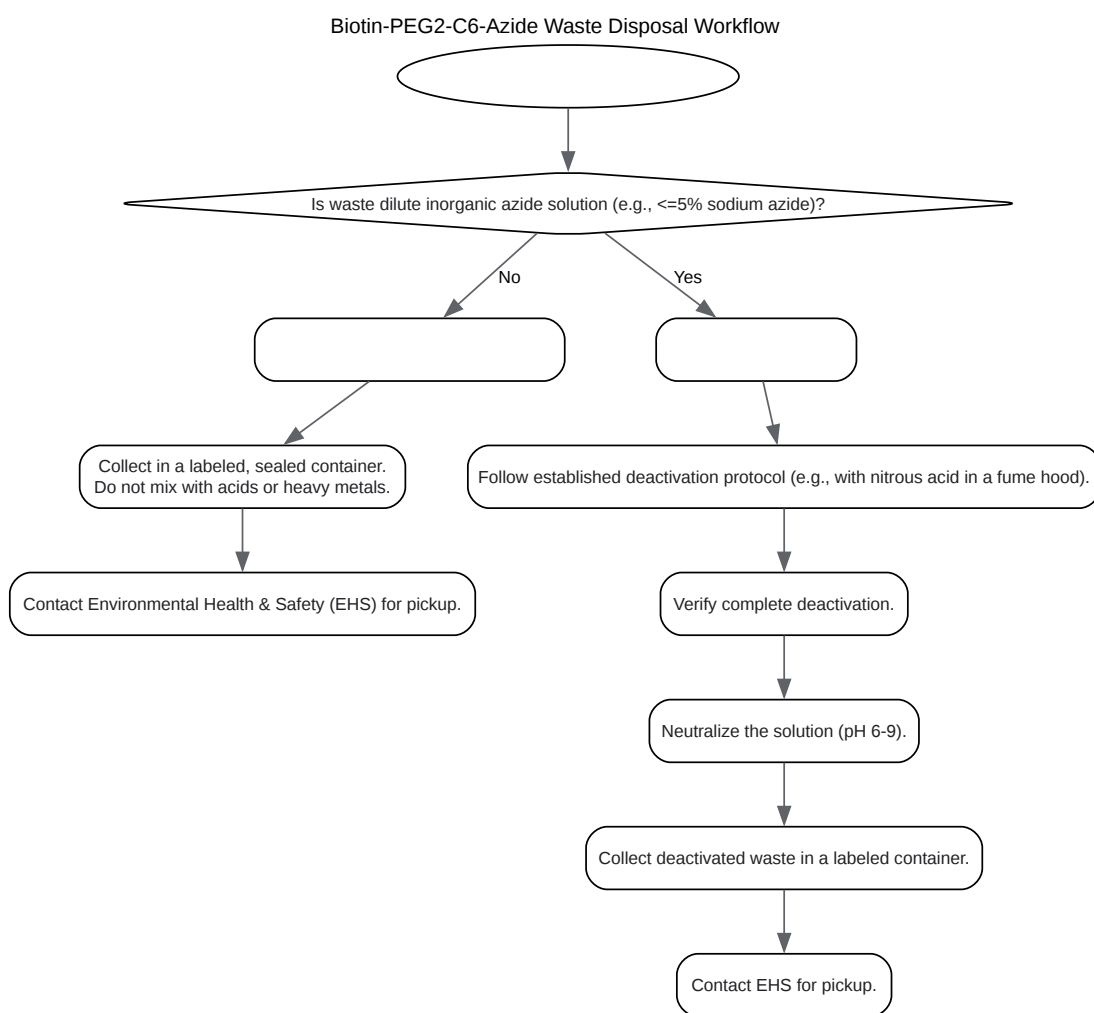 Biotin-PEG2-C6-Azide Waste Disposal Workflow
Is waste dilute inorganic azide solution (e.g., <=5% sodium azide)?
No
Yes
Collect in a labeled, sealed container.
Do not mix with acids or heavy metals.
Follow established deactivation protocol (e.g., with nitrous acid in a fume hood).
Contact Environmental Health & Safety (EHS) for pickup.
Verify complete deactivation.
Neutralize the solution (pH 6-9).
Collect deactivated waste in a labeled container.
Contact EHS for pickup.